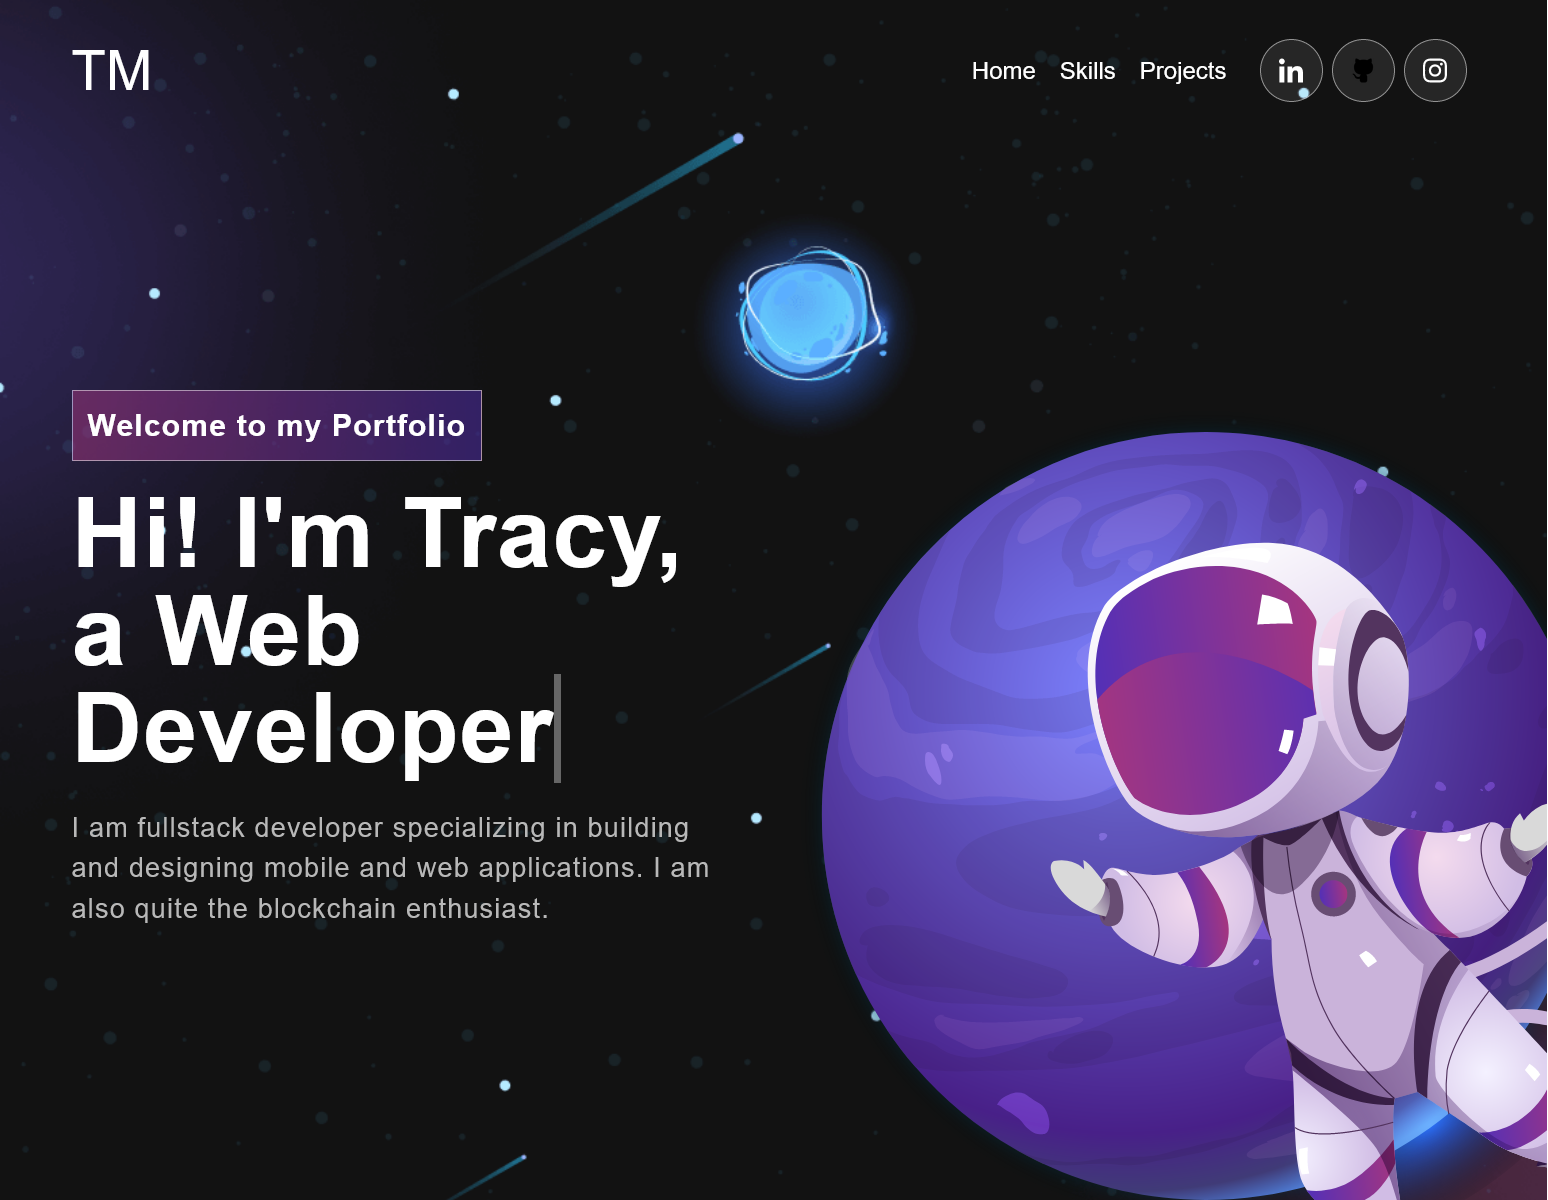 TM
Home Skills Projects
Welcome to my Portfolio
Hi! I'm Tracy,
a Web
Developer
I am fullstack developer specializing in building
and designing mobile and web applications. I am
also quite the blockchain enthusiast.